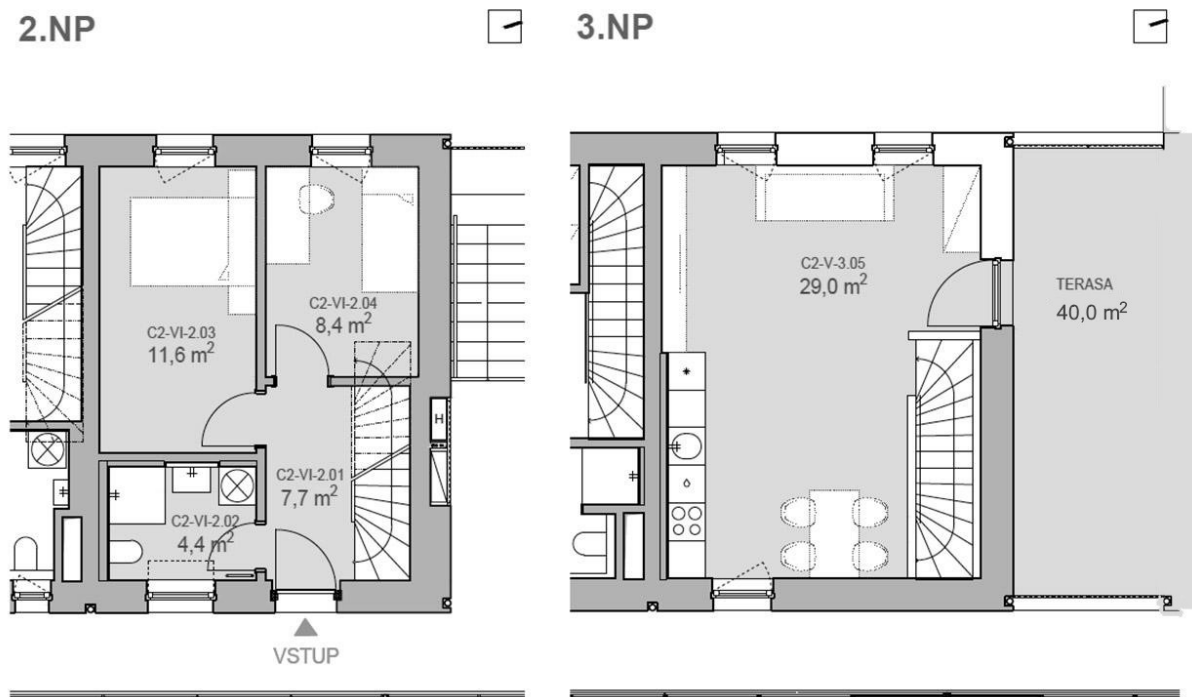 2.NP
3.NP
C2-VI-2.03
11,6 m²
C2-VI-2.04
8,4 m²
C2-VI-2.01
7,7 m²
C2-VI-2.02
4,4 m²
H
VSTUP
C2-V-3.05
29,0 m²
TERASA
40,0 m²